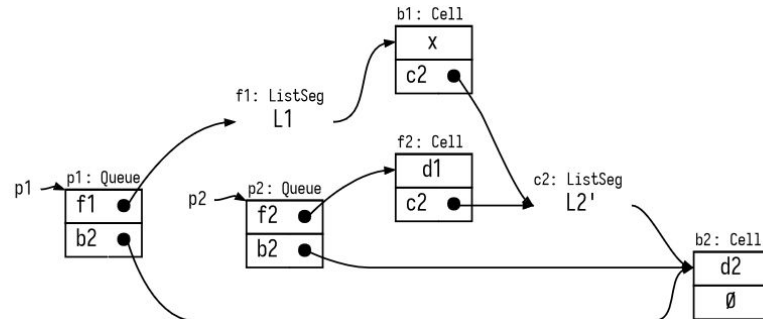 b1: Cell
x
c2
f1: ListSeg
L1
f2: Cell
d1
c2
p1
p1: Queue
f1
b2
p2
p2: Queue
f2
b2
c2: ListSeg
L2'
b2: Cell
d2
Ø